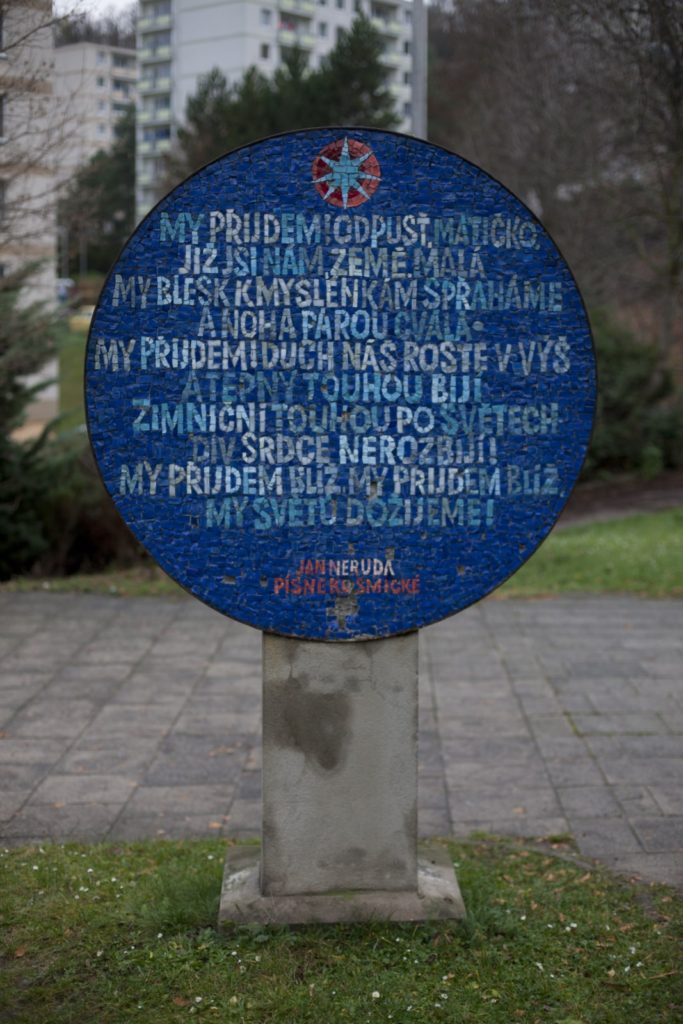 MY PŘIJDEM! ODPUSŤ, MATIČKO,
JIŽ JSI NÁM, ZEMĚ, MALÁ
MY BLESK K MYŠLÉNKÁM SPŘAHÁME
A NOHA PAROU CVÁLÁ.
MY PŘIJDEM! DUCH NÁS ROSTE V VÝŠ
A TEPNY TOUHOU BIJÍ
ZIMNIČNÍ TOUHOU PO SVĚTECH
DIV SRDCE NEROZBIJÍ!
MY PŘIJDEM BLÍŽ, MY PŘIJDEM BLÍŽ,
MY SVĚTŮ DOŽIJEME!
JAN NERUDA
PÍSNĚ KOSMICKÉ